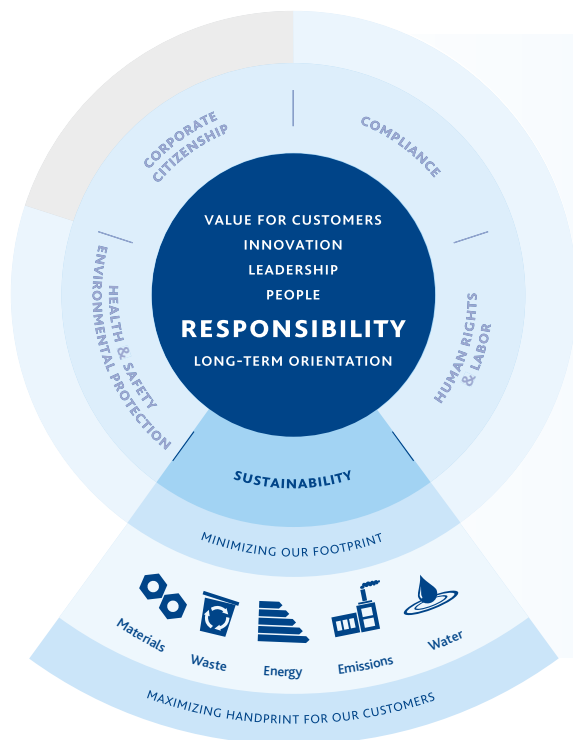 CORPORATE
CITIZENSHIP
COMPLIANCE
VALUE FOR CUSTOMERS
INNOVATION
LEADERSHIP
PEOPLE
RESPONSIBILITY
LONG-TERM ORIENTATION
HEALTH & SAFETY
ENVIRONMENTAL PROTECTION
HUMAN RIGHTS
& LABOR
SUSTAINABILITY
MINIMIZING OUR FOOTPRINT
Materials
Waste
Energy
Emissions
Water
MAXIMIZING HANDPRINT FOR OUR CUSTOMERS